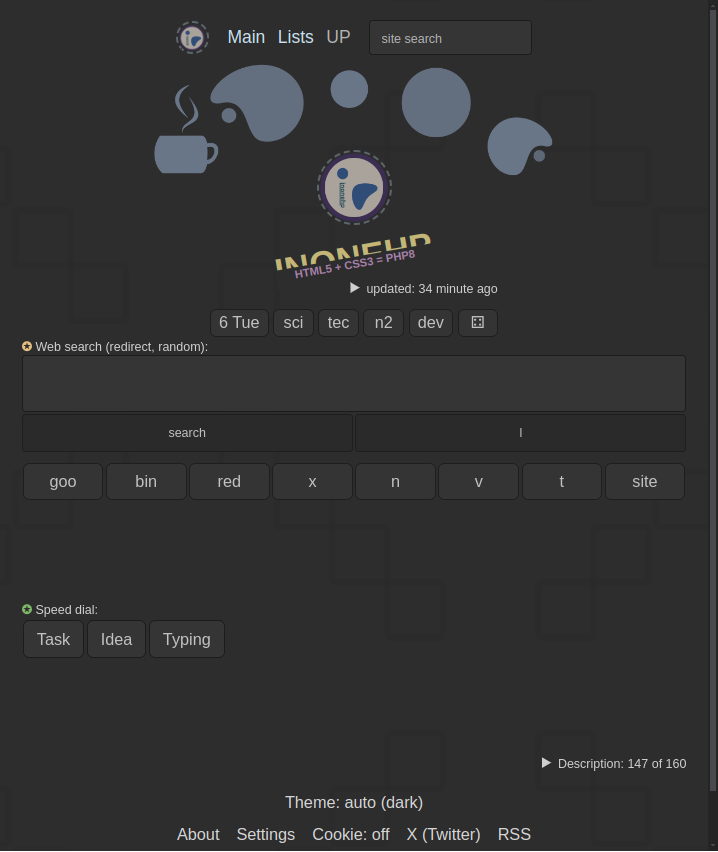 Main Lists UP site search
INONEHP
HTML5 + CSS3 = PHP8
▶ updated: 34 minute ago
6 Tue sci tec n2 dev ⚃
Web search (redirect, random):
search I
goo bin red x n v t site
Speed dial:
Task Idea Typing
▶ Description: 147 of 160
Theme: auto (dark)
About Settings Cookie: off X (Twitter) RSS